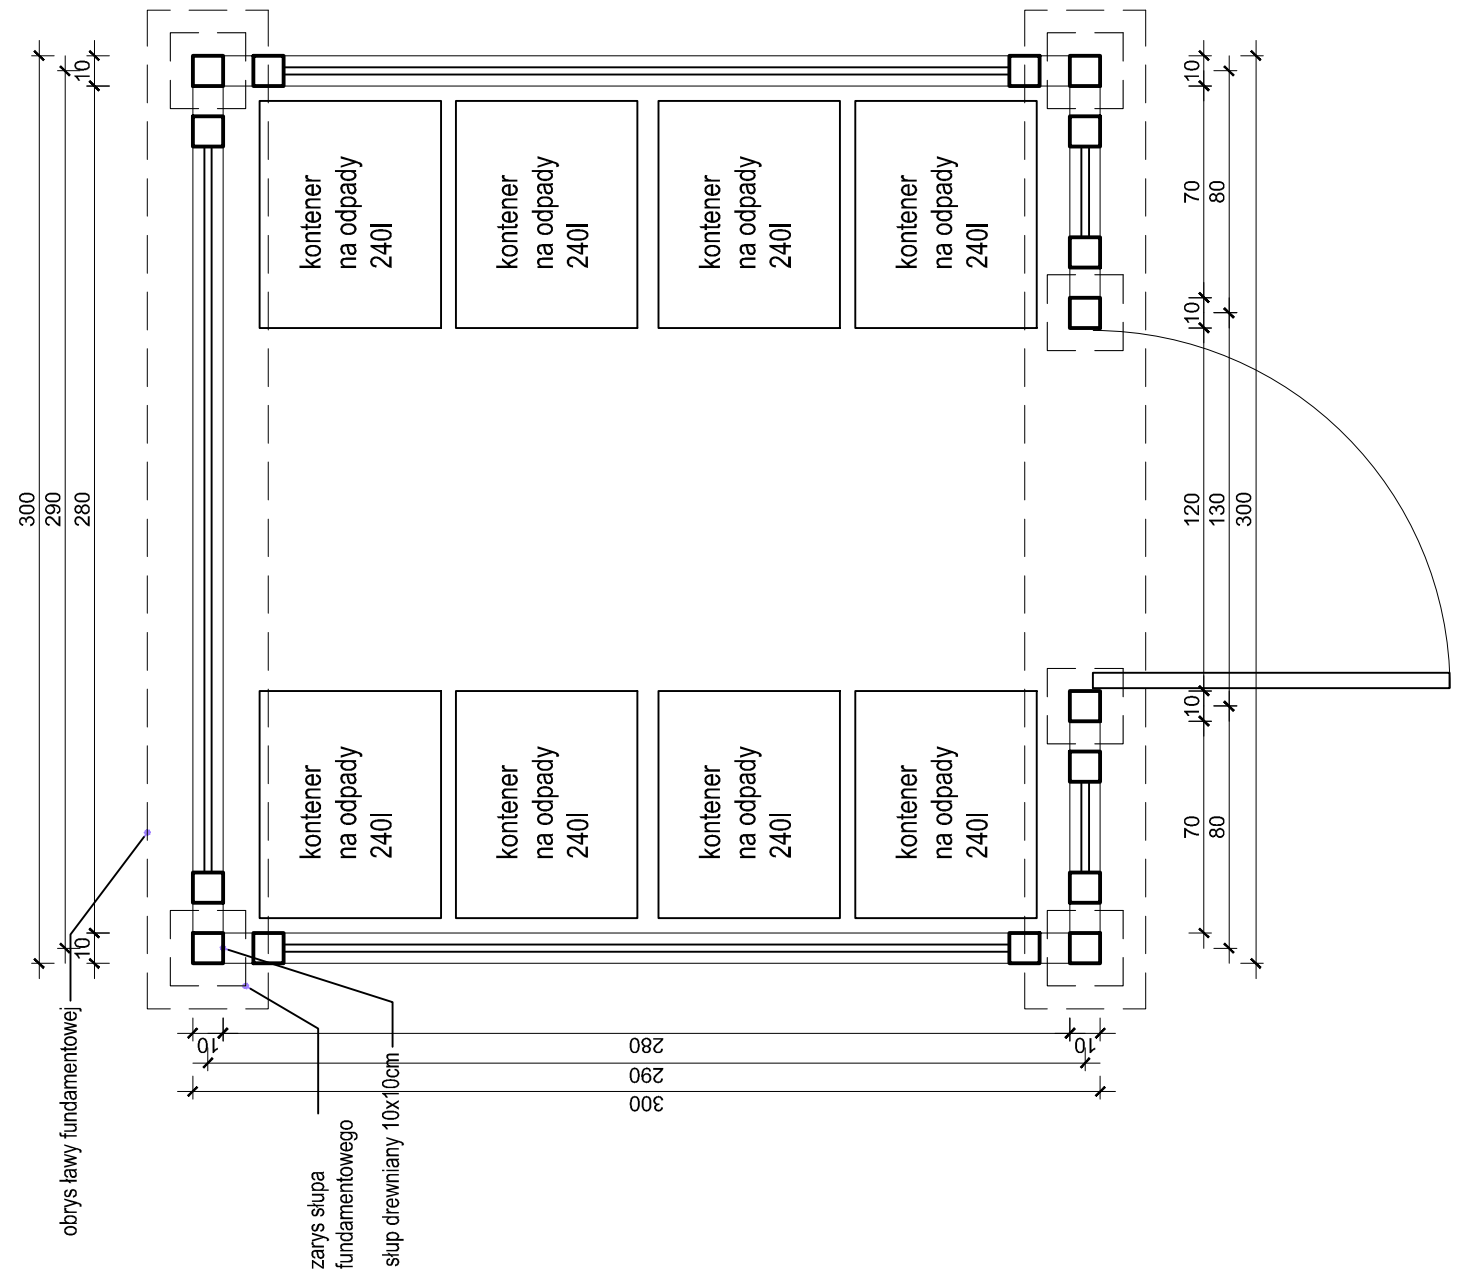 300
290
280
10
10
kontener
na odpady
240l
kontener
na odpady
240l
kontener
na odpady
240l
kontener
na odpady
240l
kontener
na odpady
240l
kontener
na odpady
240l
kontener
na odpady
240l
kontener
na odpady
240l
10
70
10
120
10
70
80
130
80
300
10
280
10
290
300
obrys ławy fundamentowej
zarys słupa
fundamentowego
słup drewniany 10x10cm